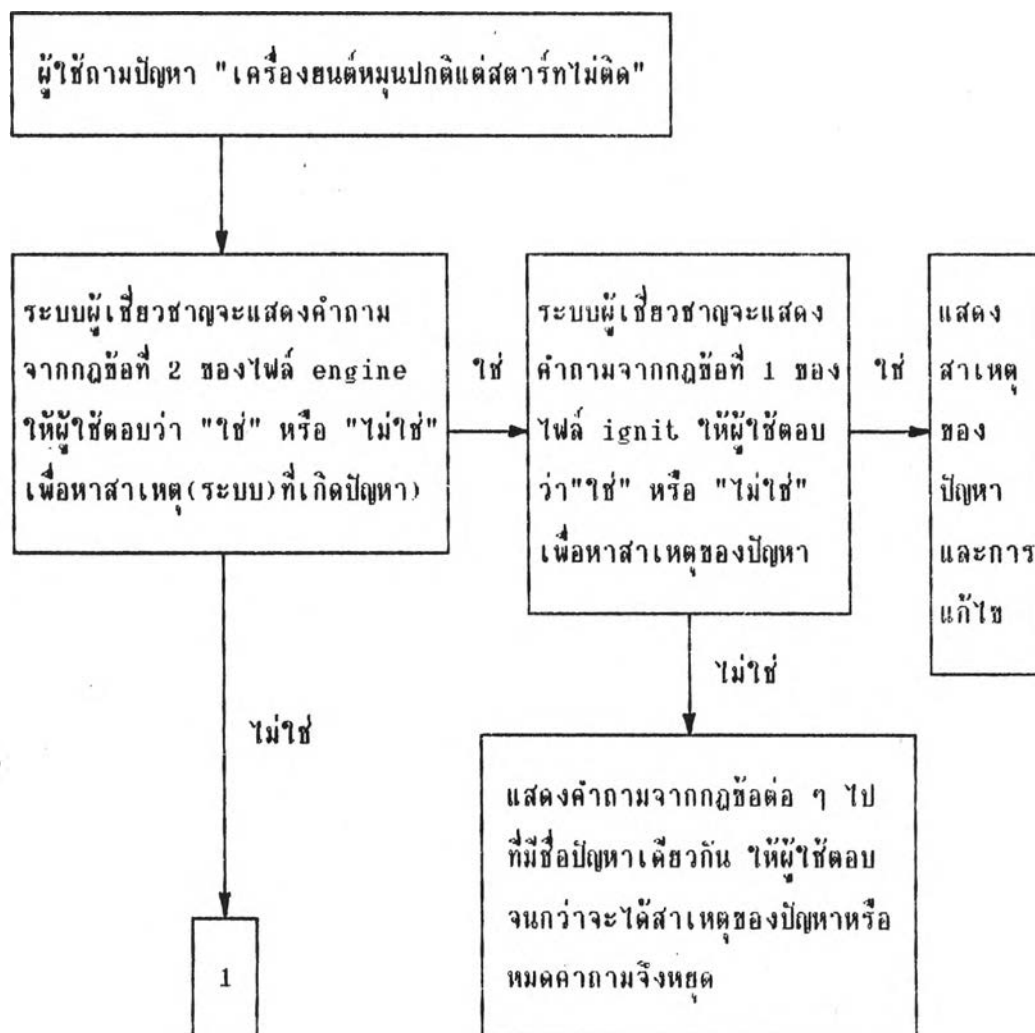 ผู้ใช้ถามปัญหา "เครื่องยนต์หมุนปกติแต่สตาร์ทไม่ติด"
ระบบผู้เชี่ยวชาญจะแสดงคำถาม
จากกฎข้อที่ 2 ของไฟล์ engine
ให้ผู้ใช้ตอบว่า "ใช่" หรือ "ไม่ใช่"
เพื่อหาสาเหตุ(ระบบ)ที่เกิดปัญหา)
ใช่
ระบบผู้เชี่ยวชาญจะแสดง
คำถามจากกฎข้อที่ 1 ของ
ไฟล์ ignit ให้ผู้ใช้ตอบ
ว่า"ใช่" หรือ "ไม่ใช่"
เพื่อหาสาเหตุของปัญหา
ใช่
แสดง
สาเหตุ
ของ
ปัญหา
และการ
แก้ไข
ไม่ใช่
ไม่ใช่
แสดงคำถามจากกฎข้อต่อ ๆ ไป
ที่มีชื่อปัญหาเดียวกัน ให้ผู้ใช้ตอบ
จนกว่าจะได้สาเหตุของปัญหาหรือ
หมดคำถามจึงหยุด
1